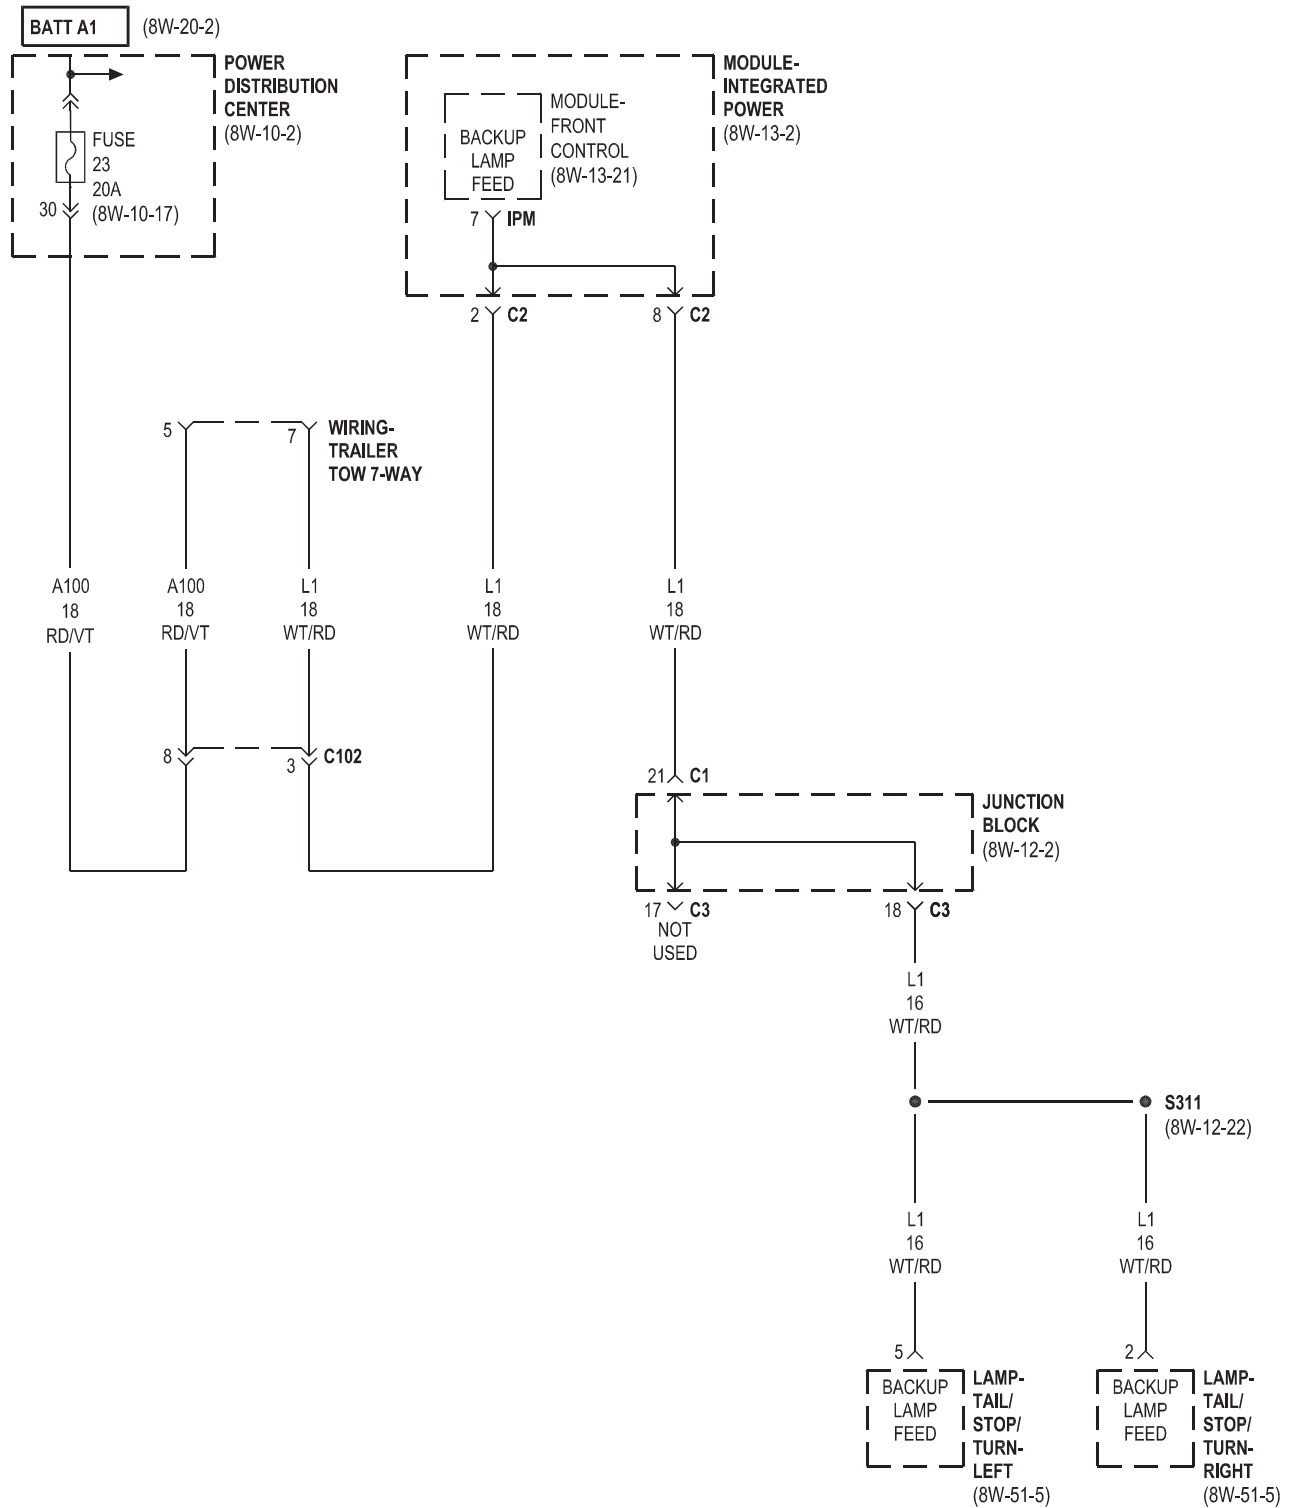 BATT A1 (8W-20-2)
POWER
DISTRIBUTION
CENTER
(8W-10-2)
FUSE
23
20A
(8W-10-17)
30
MODULE-
INTEGRATED
POWER
(8W-13-2)
MODULE-
FRONT
CONTROL
(8W-13-21)
BACKUP
LAMP
FEED
7 IPM
2 C2
8 C2
5
7
WIRING-
TRAILER
TOW 7-WAY
A100
18
RD/VT
A100
18
RD/VT
L1
18
WT/RD
L1
18
WT/RD
L1
18
WT/RD
8
3
C102
21 C1
JUNCTION
BLOCK
(8W-12-2)
17 C3
NOT
USED
18 C3
L1
16
WT/RD
S311
(8W-12-22)
L1
16
WT/RD
L1
16
WT/RD
5
BACKUP
LAMP
FEED
LAMP-
TAIL/
STOP/
TURN-
LEFT
(8W-51-5)
2
BACKUP
LAMP
FEED
LAMP-
TAIL/
STOP/
TURN-
RIGHT
(8W-51-5)